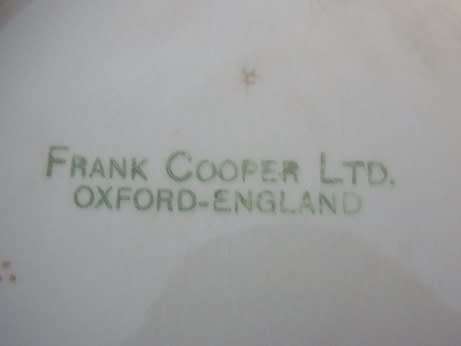 FRANK COOPER LTD.
OXFORD-ENGLAND